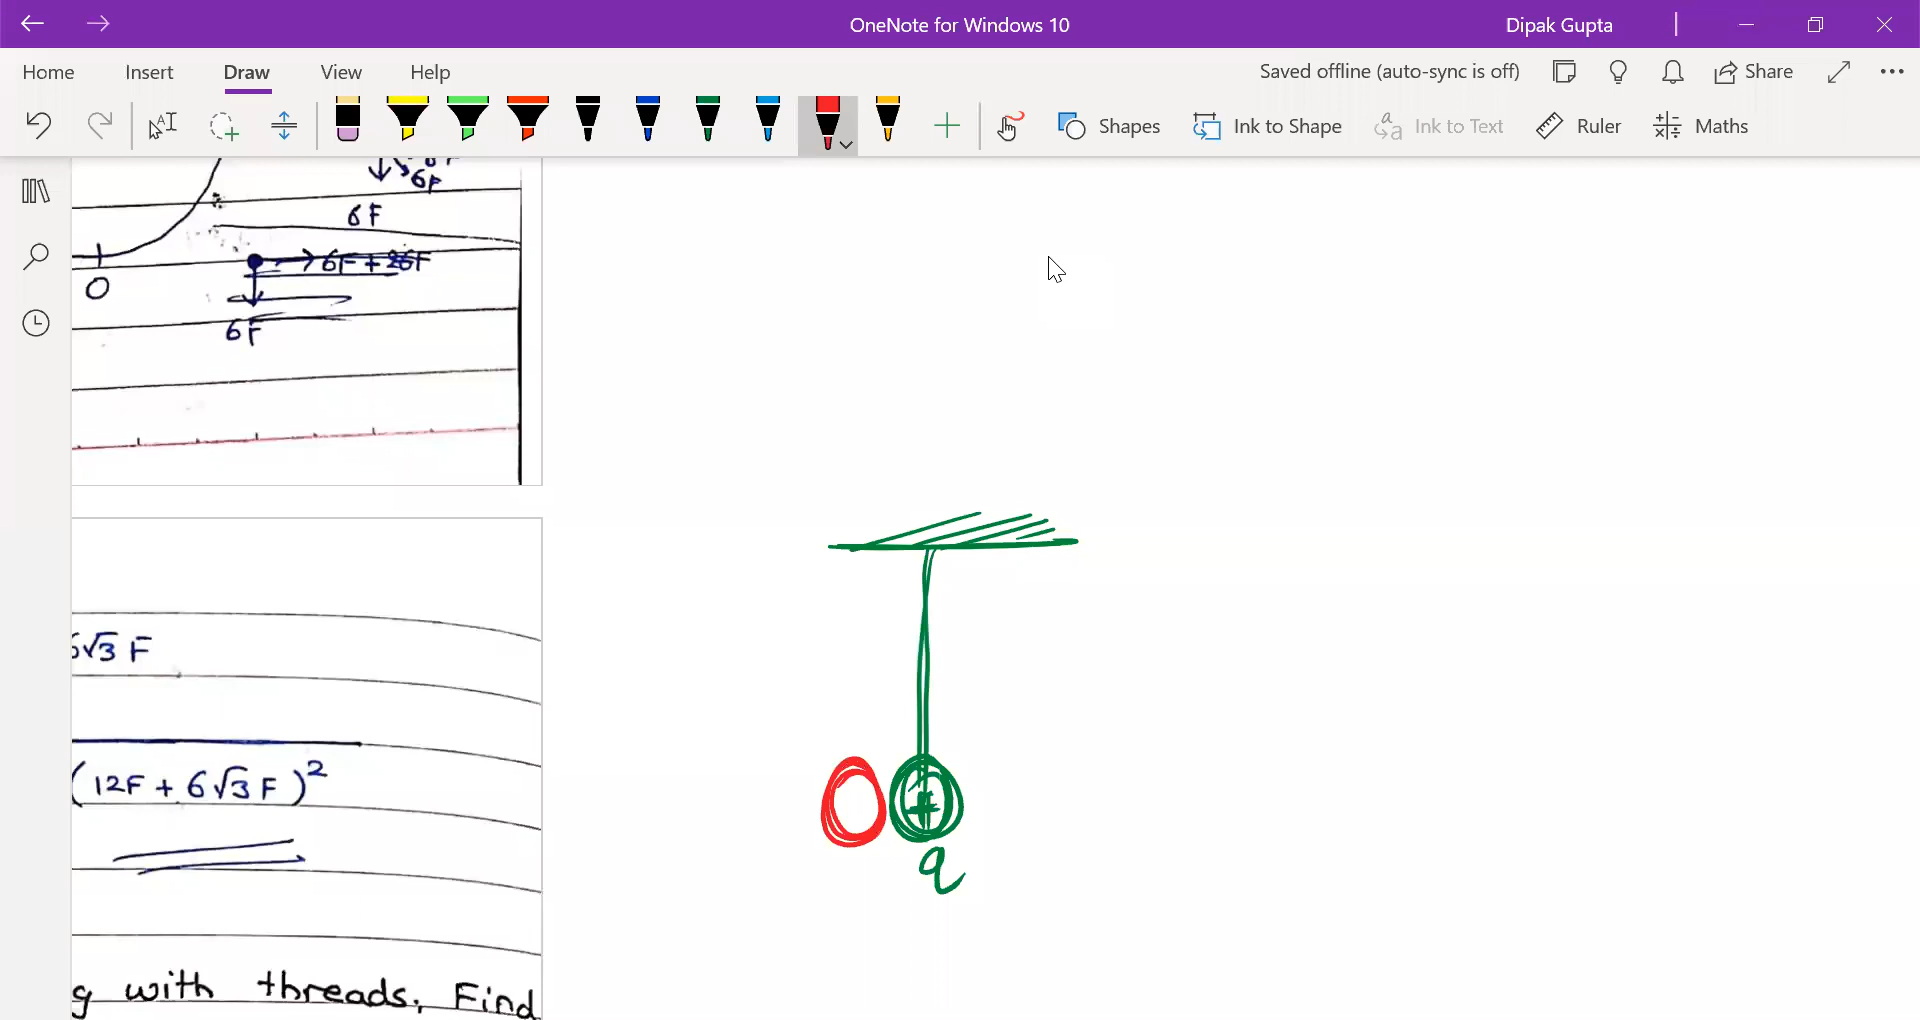 OneNote for Windows 10
Dipak Gupta
Home Insert Draw View Help
Saved offline (auto-sync is off)
Share
Shapes
Ink to Shape
Ink to Text
Ruler
Maths
6F
6F
6F + 26F
O
6F
√3 F
(12F + 6√3 F)²
q
g with threads. Find